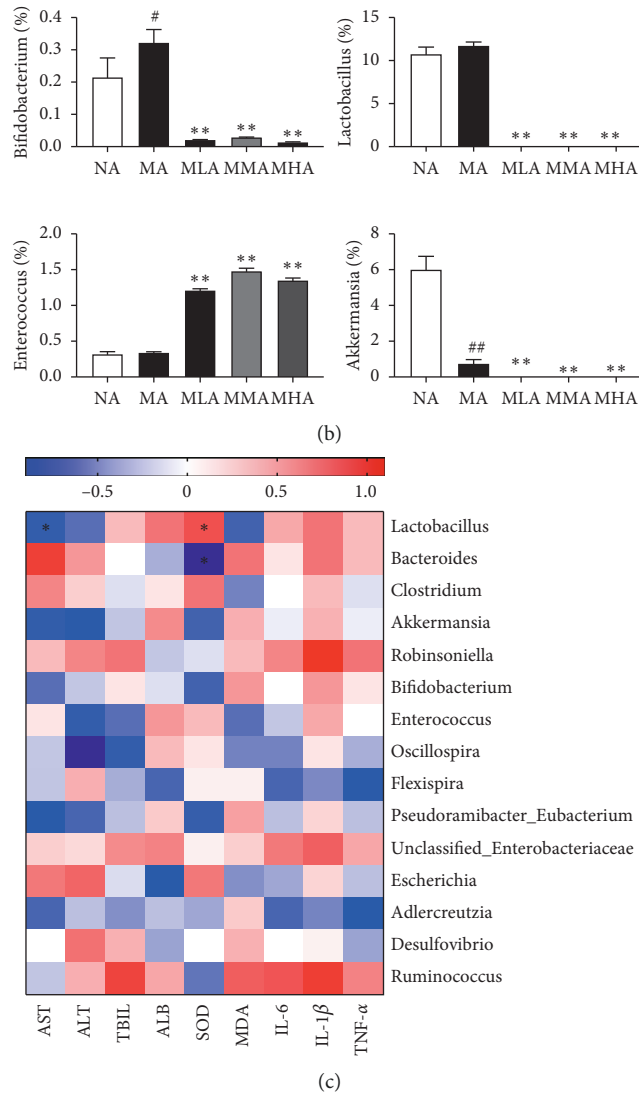 Bifidobacterium (%)
0.4
0.3
0.2
0.1
0.0
#
** ** **
NA MA MLA MMA MHA
Lactobacillus (%)
15
10
5
0
** ** **
NA MA MLA MMA MHA
Enterococcus (%)
2.0
1.5
1.0
0.5
0.0
** ** **
NA MA MLA MMA MHA
Akkermansia (%)
8
6
4
2
0
##
** ** **
NA MA MLA MMA MHA
(b)
−0.5 0 0.5 1.0
* * Lactobacillus
* Bacteroides
Clostridium
Akkermansia
Robinsoniella
Bifidobacterium
Enterococcus
Oscillospira
Flexispira
Pseudoramibacter_Eubacterium
Unclassified_Enterobacteriaceae
Escherichia
Adlercreutzia
Desulfovibrio
Ruminococcus
AST ALT TBIL ALB SOD MDA IL-6 IL-1β TNF-α
(c)